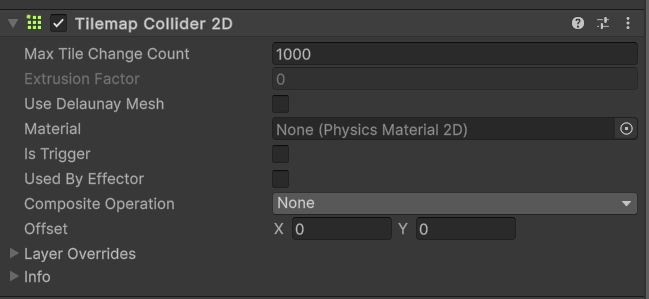 Tilemap Collider 2D
Max Tile Change Count 1000
Extrusion Factor 0
Use Delaunay Mesh
Material None (Physics Material 2D)
Is Trigger
Used By Effector
Composite Operation None
Offset X 0 Y 0
Layer Overrides
Info